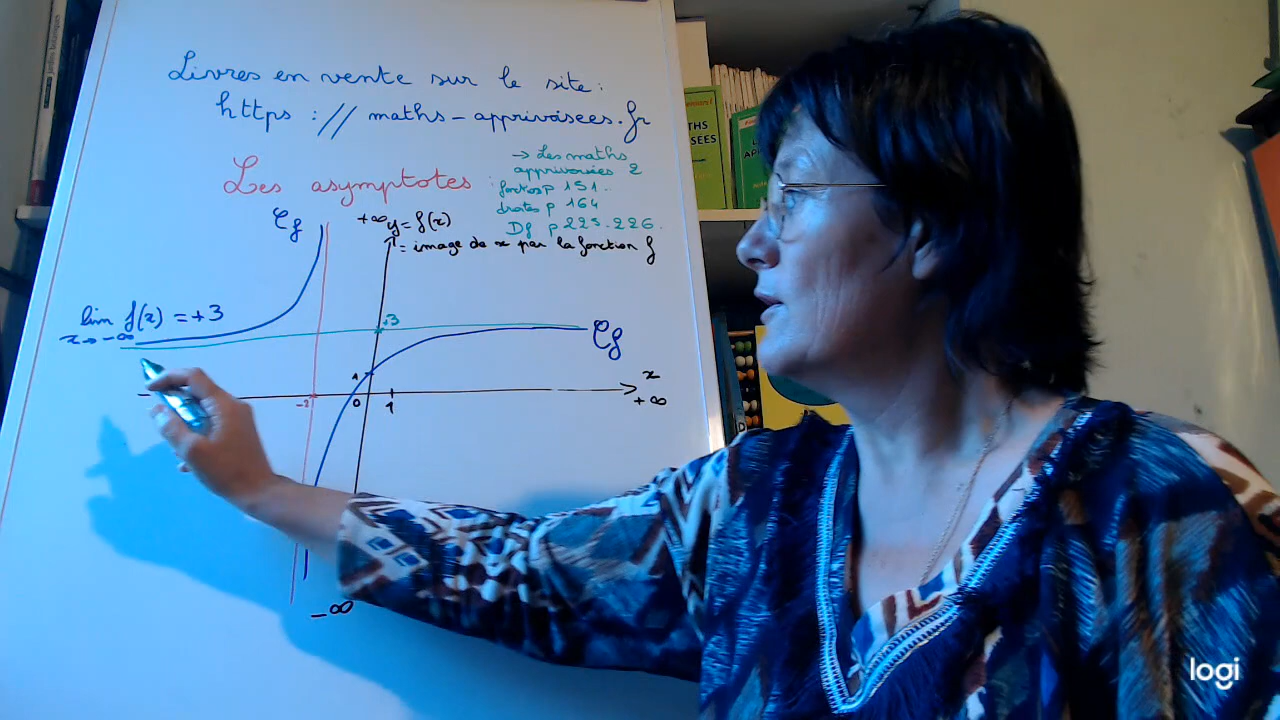 Livres en vente sur le site :
https : // maths - apprivoisees.fr
→ Les maths
apprivoisées 2
Les asymptotes :
fonctions p 151.
droites p 164
Df p 225-226.
Cf
+∞ y = f(x)
= image de x par la fonction f
lim f(x) = +3
x → -∞
+3
Cf
1
x
-2
0
1
+∞
-∞
THS
SÉES
logi